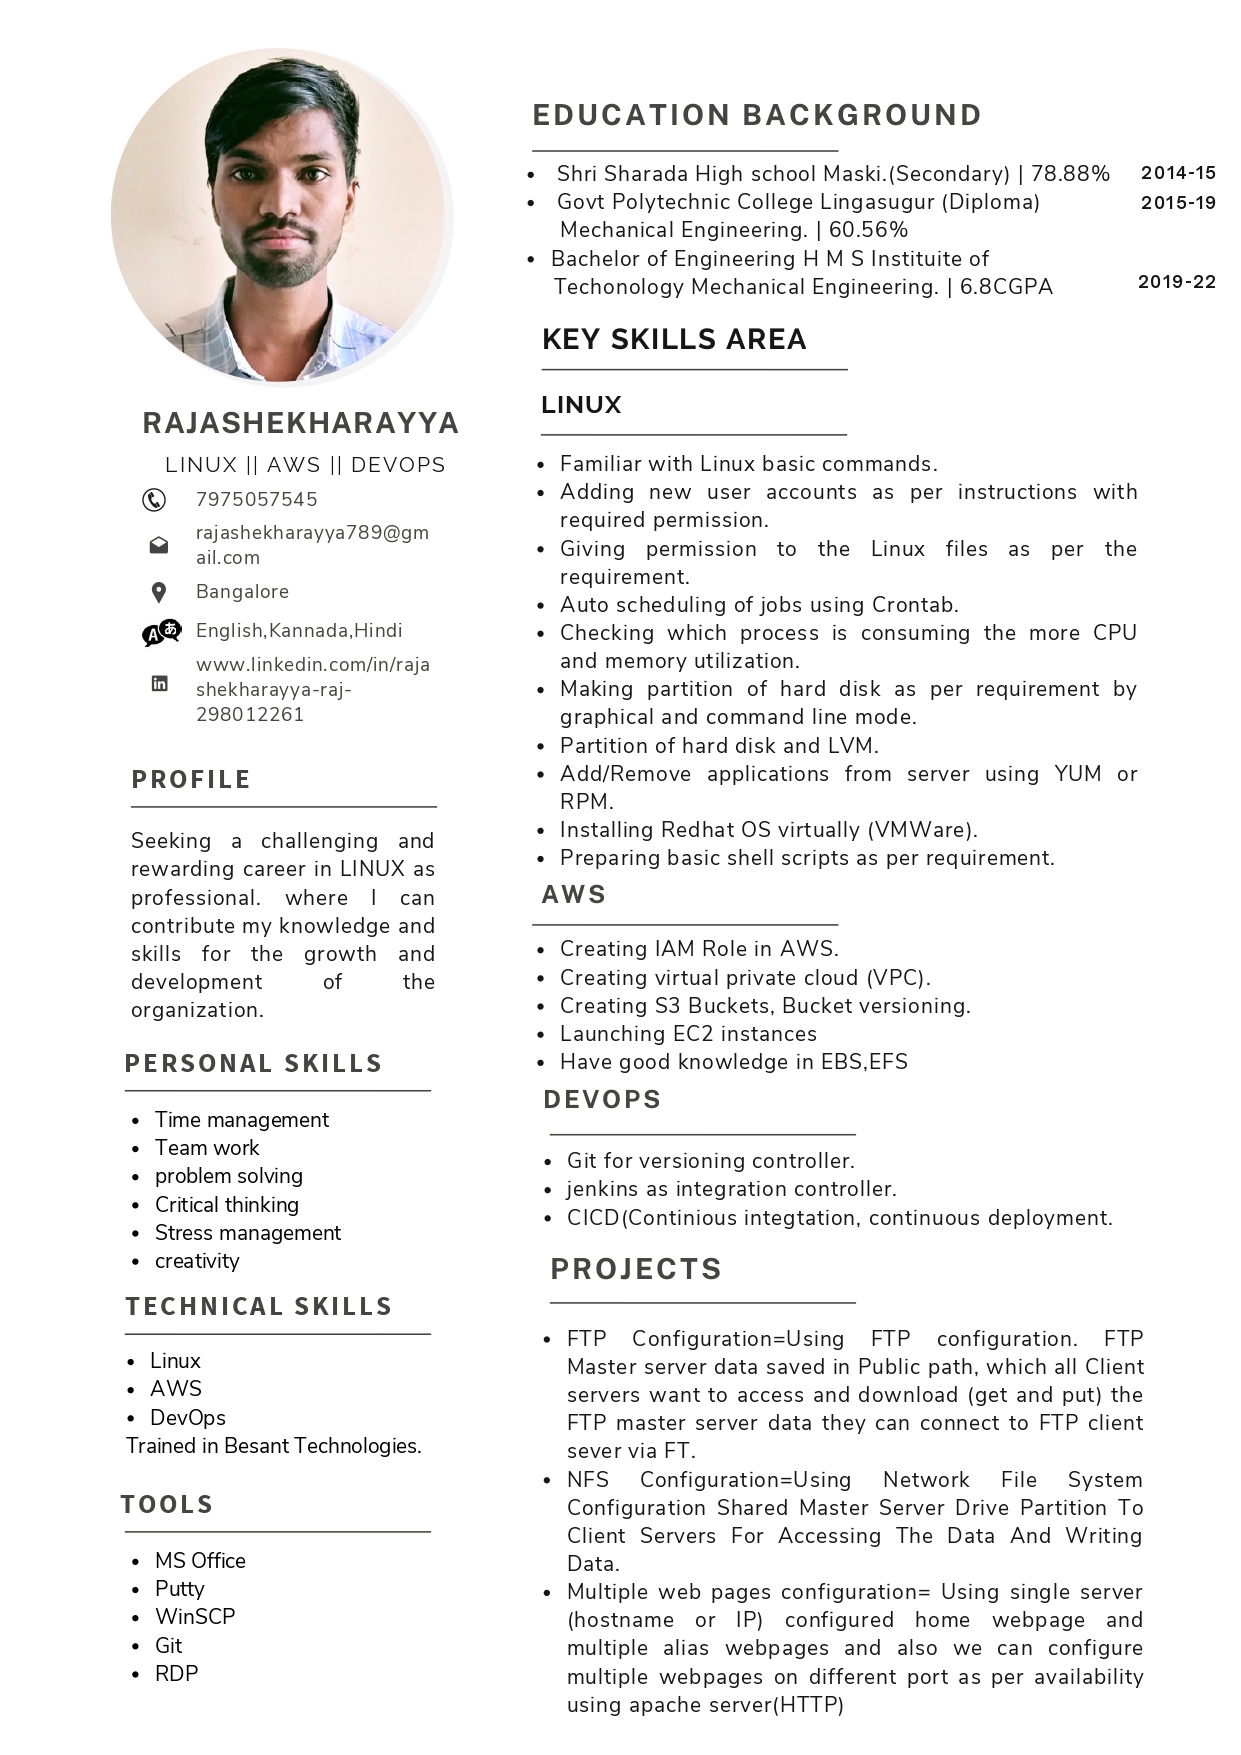 RAJASHEKHARAYYA
LINUX || AWS || DEVOPS
7975057545
rajashekharayya789@gm
ail.com
Bangalore
English,Kannada,Hindi
www.linkedin.com/in/raja
shekharayya-raj-
298012261
PROFILE
Seeking a challenging and
rewarding career in LINUX as
professional. where I can
contribute my knowledge and
skills for the growth and
development of the
organization.
PERSONAL SKILLS
• Time management
• Team work
• problem solving
• Critical thinking
• Stress management
• creativity
TECHNICAL SKILLS
• Linux
• AWS
• DevOps
Trained in Besant Technologies.
TOOLS
• MS Office
• Putty
• WinSCP
• Git
• RDP
EDUCATION BACKGROUND
• Shri Sharada High school Maski.(Secondary) | 78.88% 2014-15
• Govt Polytechnic College Lingasugur (Diploma) 2015-19
Mechanical Engineering. | 60.56%
• Bachelor of Engineering H M S Instituite of
Techonology Mechanical Engineering. | 6.8CGPA 2019-22
KEY SKILLS AREA
LINUX
• Familiar with Linux basic commands.
• Adding new user accounts as per instructions with
required permission.
• Giving permission to the Linux files as per the
requirement.
• Auto scheduling of jobs using Crontab.
• Checking which process is consuming the more CPU
and memory utilization.
• Making partition of hard disk as per requirement by
graphical and command line mode.
• Partition of hard disk and LVM.
• Add/Remove applications from server using YUM or
RPM.
• Installing Redhat OS virtually (VMWare).
• Preparing basic shell scripts as per requirement.
AWS
• Creating IAM Role in AWS.
• Creating virtual private cloud (VPC).
• Creating S3 Buckets, Bucket versioning.
• Launching EC2 instances
• Have good knowledge in EBS,EFS
DEVOPS
• Git for versioning controller.
• jenkins as integration controller.
• CICD(Continious integtation, continuous deployment.
PROJECTS
• FTP Configuration=Using FTP configuration. FTP
Master server data saved in Public path, which all Client
servers want to access and download (get and put) the
FTP master server data they can connect to FTP client
sever via FT.
• NFS Configuration=Using Network File System
Configuration Shared Master Server Drive Partition To
Client Servers For Accessing The Data And Writing
Data.
• Multiple web pages configuration= Using single server
(hostname or IP) configured home webpage and
multiple alias webpages and also we can configure
multiple webpages on different port as per availability
using apache server(HTTP)